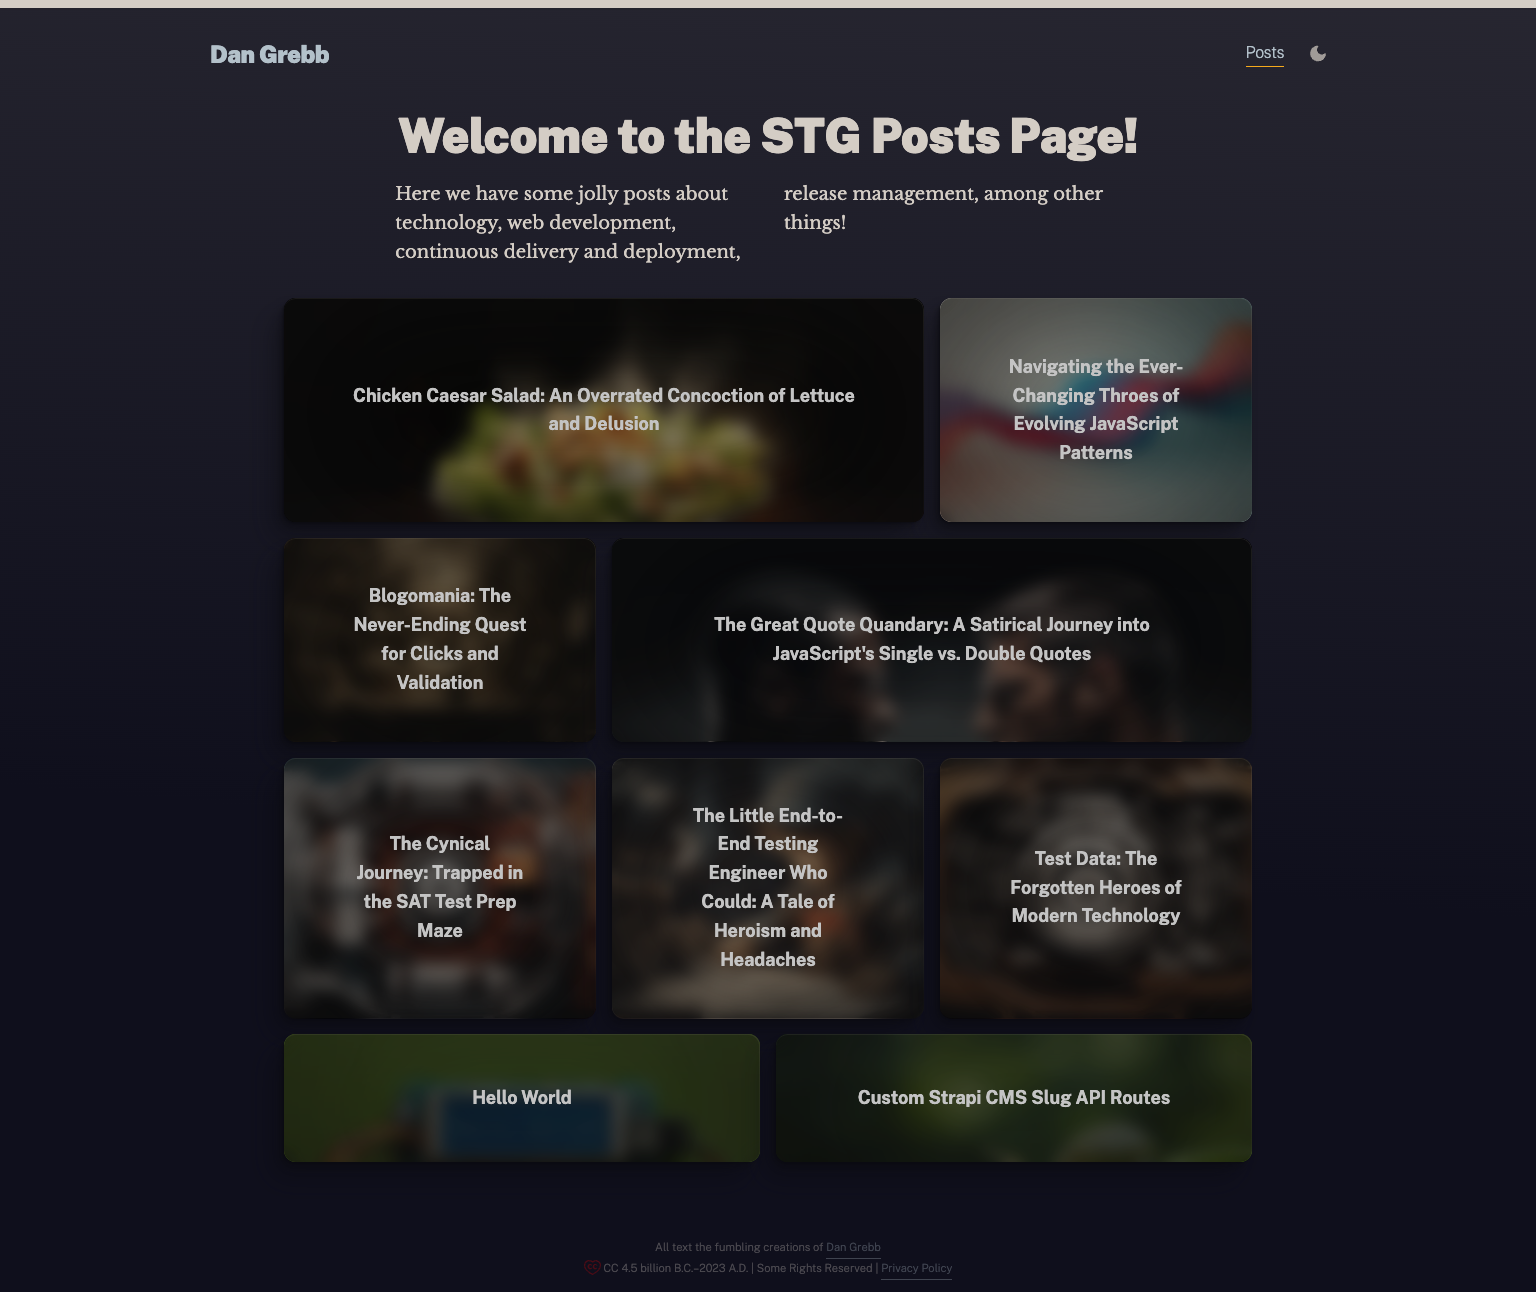 Dan Grebb
Posts
Welcome to the STG Posts Page!
Here we have some jolly posts about
technology, web development,
continuous delivery and deployment,
release management, among other
things!
Chicken Caesar Salad: An Overrated Concoction of Lettuce
and Delusion
Navigating the Ever-
Changing Throes of
Evolving JavaScript
Patterns
Blogomania: The
Never-Ending Quest
for Clicks and
Validation
The Great Quote Quandary: A Satirical Journey into
JavaScript's Single vs. Double Quotes
The Cynical
Journey: Trapped in
the SAT Test Prep
Maze
The Little End-to-
End Testing
Engineer Who
Could: A Tale of
Heroism and
Headaches
Test Data: The
Forgotten Heroes of
Modern Technology
Hello World
Custom Strapi CMS Slug API Routes
All text the fumbling creations of Dan Grebb
CC 4.5 billion B.C.–2023 A.D. | Some Rights Reserved | Privacy Policy